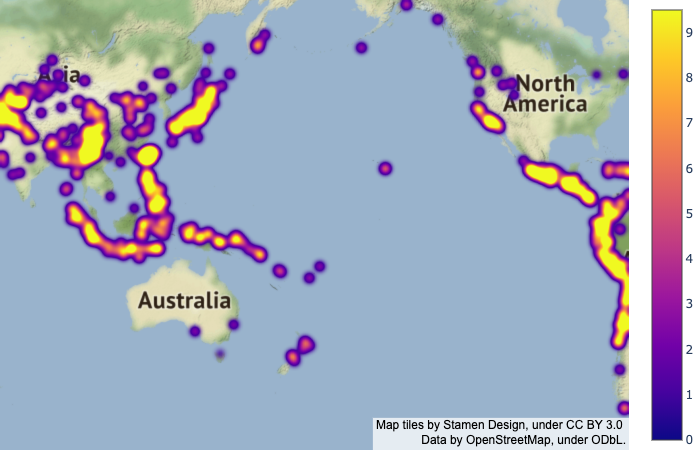 Asia
North
America
Australia
9
8
7
6
5
4
3
2
1
0
Map tiles by Stamen Design, under CC BY 3.0
Data by OpenStreetMap, under ODbL.